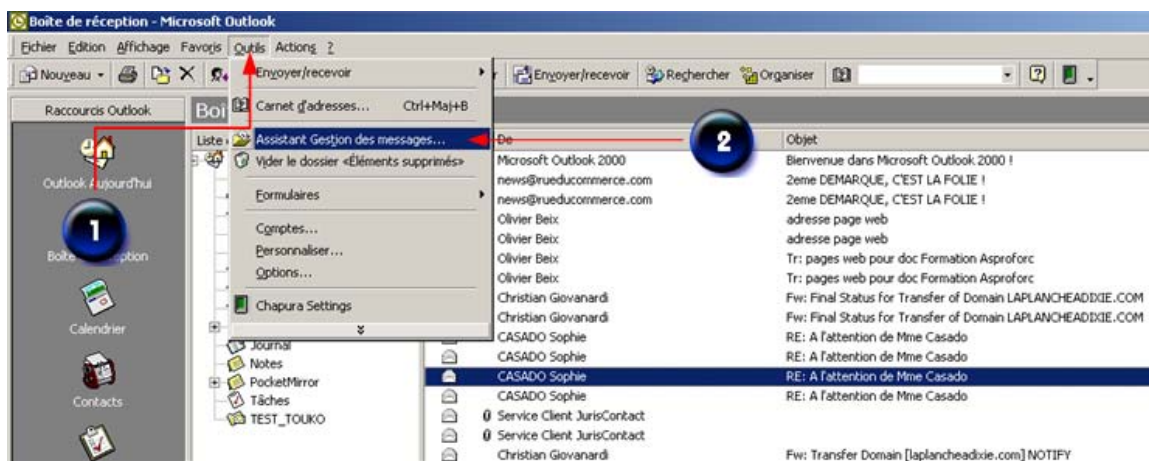 Boîte de réception - Microsoft Outlook
Fichier Edition Affichage Favoris Outils Actions ?
Nouveau Envoyer/recevoir Rechercher Organiser
Raccourcis Outlook
Outlook Aujourd'hui
1
Calendrier
Contacts
Envoyer/recevoir
Carnet d'adresses... Ctrl+Maj+B
Assistant Gestion des messages...
Vider le dossier «Éléments supprimés»
Formulaires
Comptes...
Personnaliser...
Options...
Chapura Settings
2
Boî
Liste
Journal
Notes
PocketMirror
Tâches
TEST_TOUKO
De Objet
Microsoft Outlook 2000 Bienvenue dans Microsoft Outlook 2000 !
news@rueducommerce.com 2eme DEMARQUE, C'EST LA FOLIE !
news@rueducommerce.com 2eme DEMARQUE, C'EST LA FOLIE !
Olivier Beix adresse page web
Olivier Beix adresse page web
Olivier Beix Tr: pages web pour doc Formation Asproforc
Olivier Beix Tr: pages web pour doc Formation Asproforc
Christian Giovanardi Fw: Final Status for Transfer of Domain LAPLANCHEADIXIE.COM
Christian Giovanardi Fw: Final Status for Transfer of Domain LAPLANCHEADIXIE.COM
CASADO Sophie RE: A l'attention de Mme Casado
CASADO Sophie RE: A l'attention de Mme Casado
CASADO Sophie RE: A l'attention de Mme Casado
CASADO Sophie RE: A l'attention de Mme Casado
Service Client JurisContact
Service Client JurisContact
Christian Giovanardi Fw: Transfer Domain [laplancheadixie.com] NOTIFY